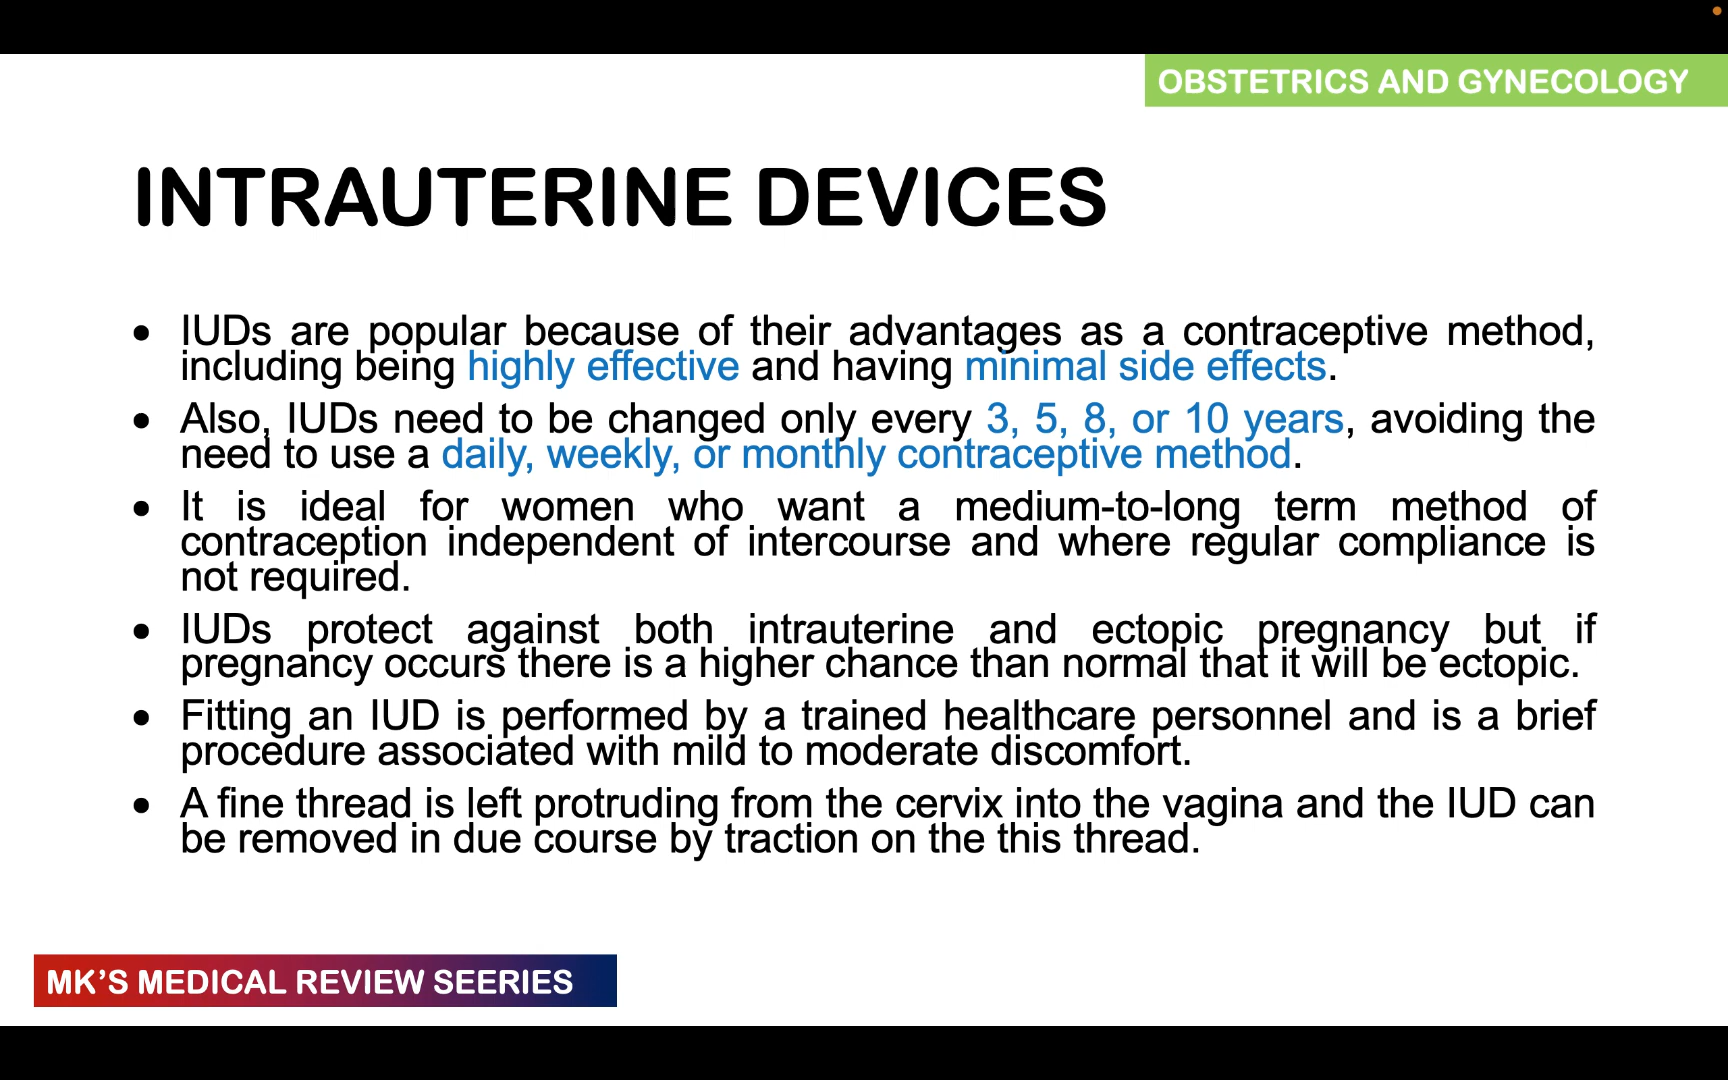 OBSTETRICS AND GYNECOLOGY
INTRAUTERINE DEVICES
• IUDs are popular because of their advantages as a contraceptive method,
including being highly effective and having minimal side effects.
• Also, IUDs need to be changed only every 3, 5, 8, or 10 years, avoiding the
need to use a daily, weekly, or monthly contraceptive method.
• It is ideal for women who want a medium-to-long term method of
contraception independent of intercourse and where regular compliance is
not required.
• IUDs protect against both intrauterine and ectopic pregnancy but if
pregnancy occurs there is a higher chance than normal that it will be ectopic.
• Fitting an IUD is performed by a trained healthcare personnel and is a brief
procedure associated with mild to moderate discomfort.
• A fine thread is left protruding from the cervix into the vagina and the IUD can
be removed in due course by traction on the this thread.
MK’S MEDICAL REVIEW SEERIES